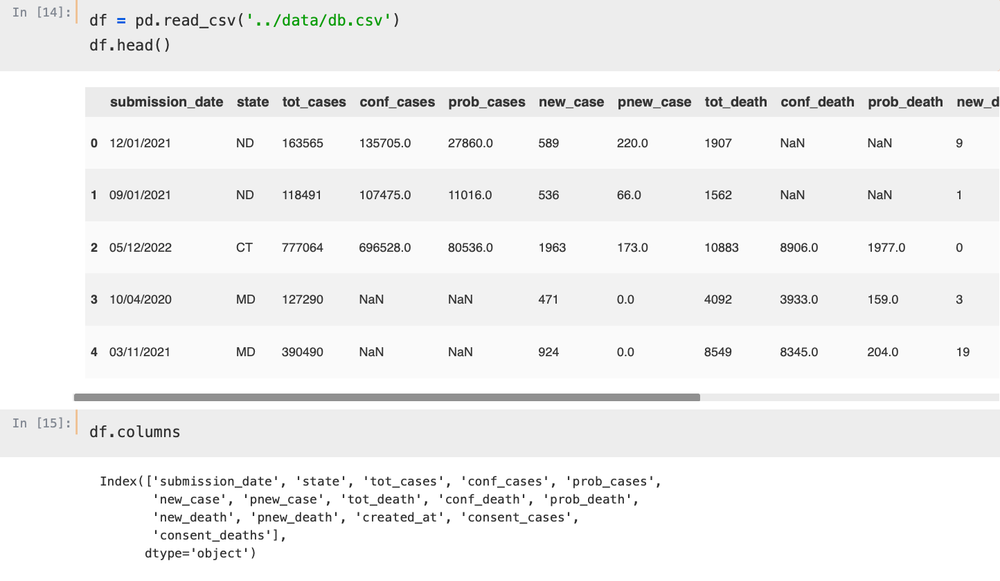 In [14]:
df = pd.read_csv('../data/db.csv')
df.head()
submission_date state tot_cases conf_cases prob_cases new_case pnew_case tot_death conf_death prob_death new_d
0 12/01/2021 ND 163565 135705.0 27860.0 589 220.0 1907 NaN NaN 9
1 09/01/2021 ND 118491 107475.0 11016.0 536 66.0 1562 NaN NaN 1
2 05/12/2022 CT 777064 696528.0 80536.0 1963 173.0 10883 8906.0 1977.0 0
3 10/04/2020 MD 127290 NaN NaN 471 0.0 4092 3933.0 159.0 3
4 03/11/2021 MD 390490 NaN NaN 924 0.0 8549 8345.0 204.0 19
In [15]:
df.columns
Index(['submission_date', 'state', 'tot_cases', 'conf_cases', 'prob_cases',
'new_case', 'pnew_case', 'tot_death', 'conf_death', 'prob_death',
'new_death', 'pnew_death', 'created_at', 'consent_cases',
'consent_deaths'],
dtype='object')